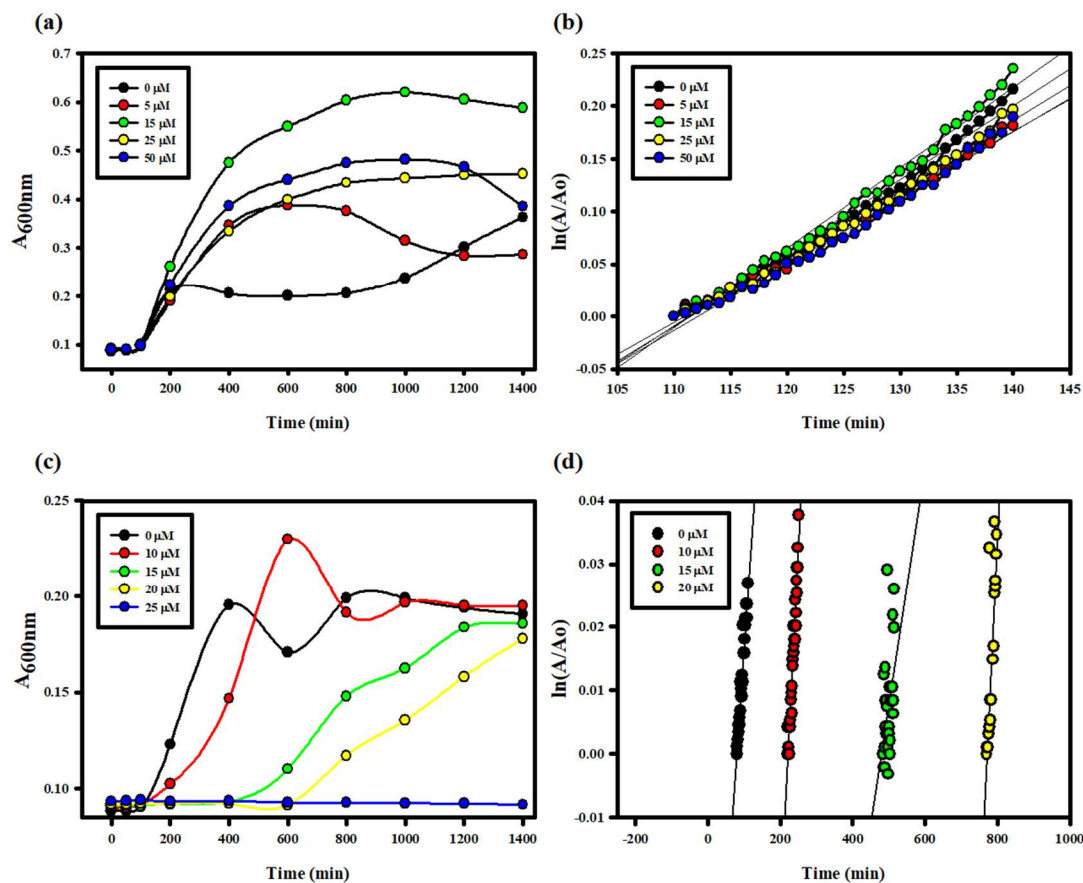 (a)
0.7
0.6
0.5
0.4
0.3
0.2
0.1
A600nm
0 µM
5 µM
15 µM
25 µM
50 µM
0 200 400 600 800 1000 1200 1400
Time (min)
(b)
0.25
0.20
0.15
0.10
0.05
0.00
-0.05
ln(A/Ao)
0 µM
5 µM
15 µM
25 µM
50 µM
105 110 115 120 125 130 135 140 145
Time (min)
(c)
0.25
0.20
0.15
0.10
A600nm
0 µM
10 µM
15 µM
20 µM
25 µM
0 200 400 600 800 1000 1200 1400
Time (min)
(d)
0.04
0.03
0.02
0.01
0.00
-0.01
ln(A/Ao)
0 µM
10 µM
15 µM
20 µM
-200 0 200 400 600 800 1000
Time (min)